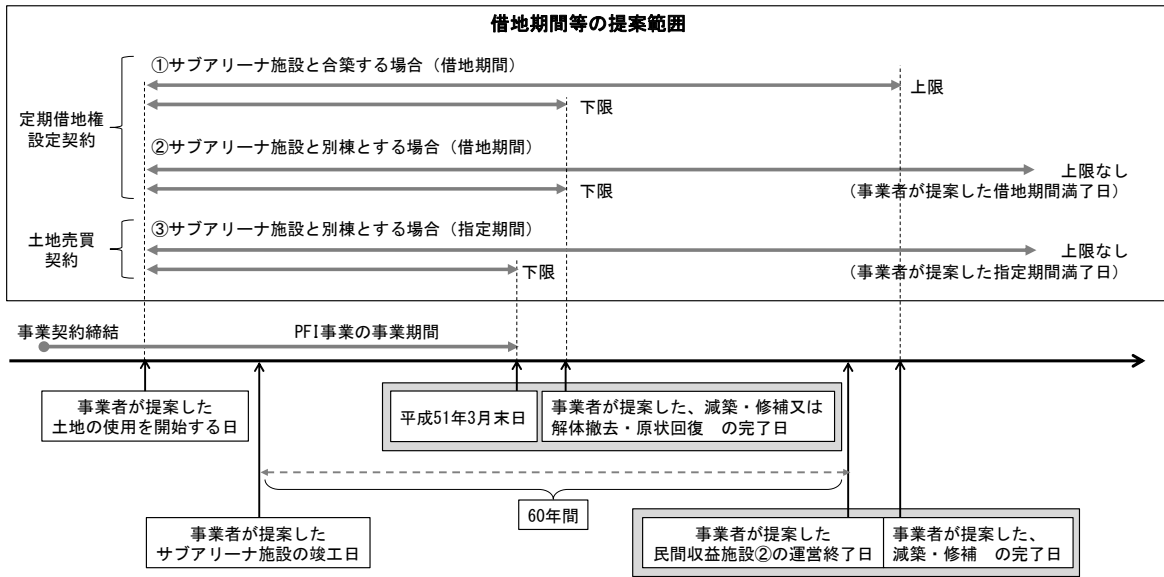 借地期間等の提案範囲
①サブアリーナ施設と合築する場合（借地期間）
上限
下限
定期借地権
設定契約
②サブアリーナ施設と別棟とする場合（借地期間）
上限なし
（事業者が提案した借地期間満了日）
下限
③サブアリーナ施設と別棟とする場合（指定期間）
土地売買
契約
上限なし
（事業者が提案した指定期間満了日）
下限
事業契約締結
PFI事業の事業期間
事業者が提案した
土地の使用を開始する日
平成51年3月末日
事業者が提案した、減築・修補又は
解体撤去・原状回復　の完了日
60年間
事業者が提案した
サブアリーナ施設の竣工日
事業者が提案した
民間収益施設②の運営終了日
事業者が提案した、
減築・修補　の完了日